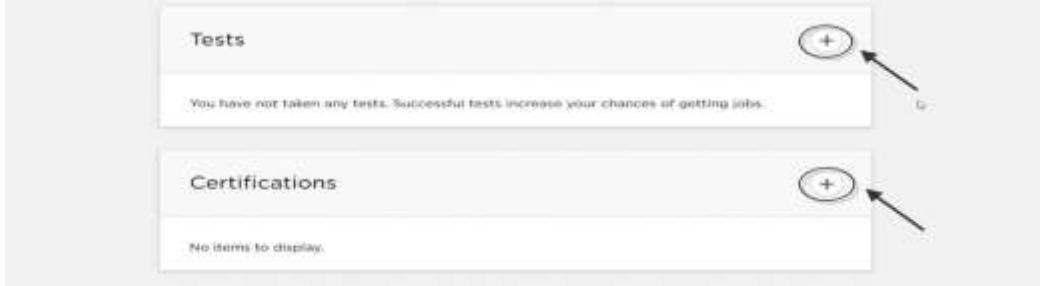 Tests
+
You have not taken any tests. Successful tests increase your chances of getting jobs.
Certifications
+
No items to display.